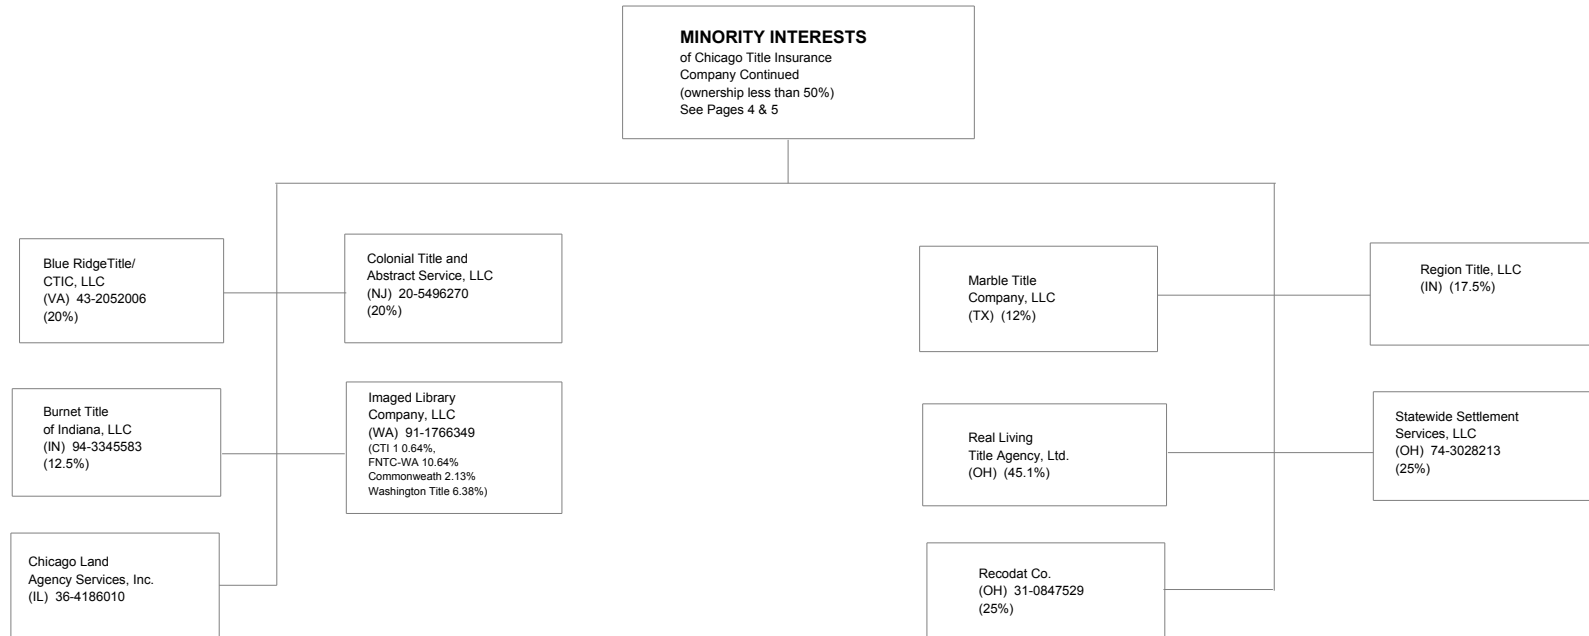 MINORITY INTERESTS
of Chicago Title Insurance
Company Continued
(ownership less than 50%)
See Pages 4 & 5
Blue RidgeTitle/
CTIC, LLC
(VA) 43-2052006
(20%)
Colonial Title and
Abstract Service, LLC
(NJ) 20-5496270
(20%)
Marble Title
Company, LLC
(TX) (12%)
Region Title, LLC
(IN) (17.5%)
Burnet Title
of Indiana, LLC
(IN) 94-3345583
(12.5%)
Imaged Library
Company, LLC
(WA) 91-1766349
(CTI 1 0.64%,
FNTC-WA 10.64%
Commonweath 2.13%
Washington Title 6.38%)
Real Living
Title Agency, Ltd.
(OH) (45.1%)
Statewide Settlement
Services, LLC
(OH) 74-3028213
(25%)
Chicago Land
Agency Services, Inc.
(IL) 36-4186010
Recodat Co.
(OH) 31-0847529
(25%)